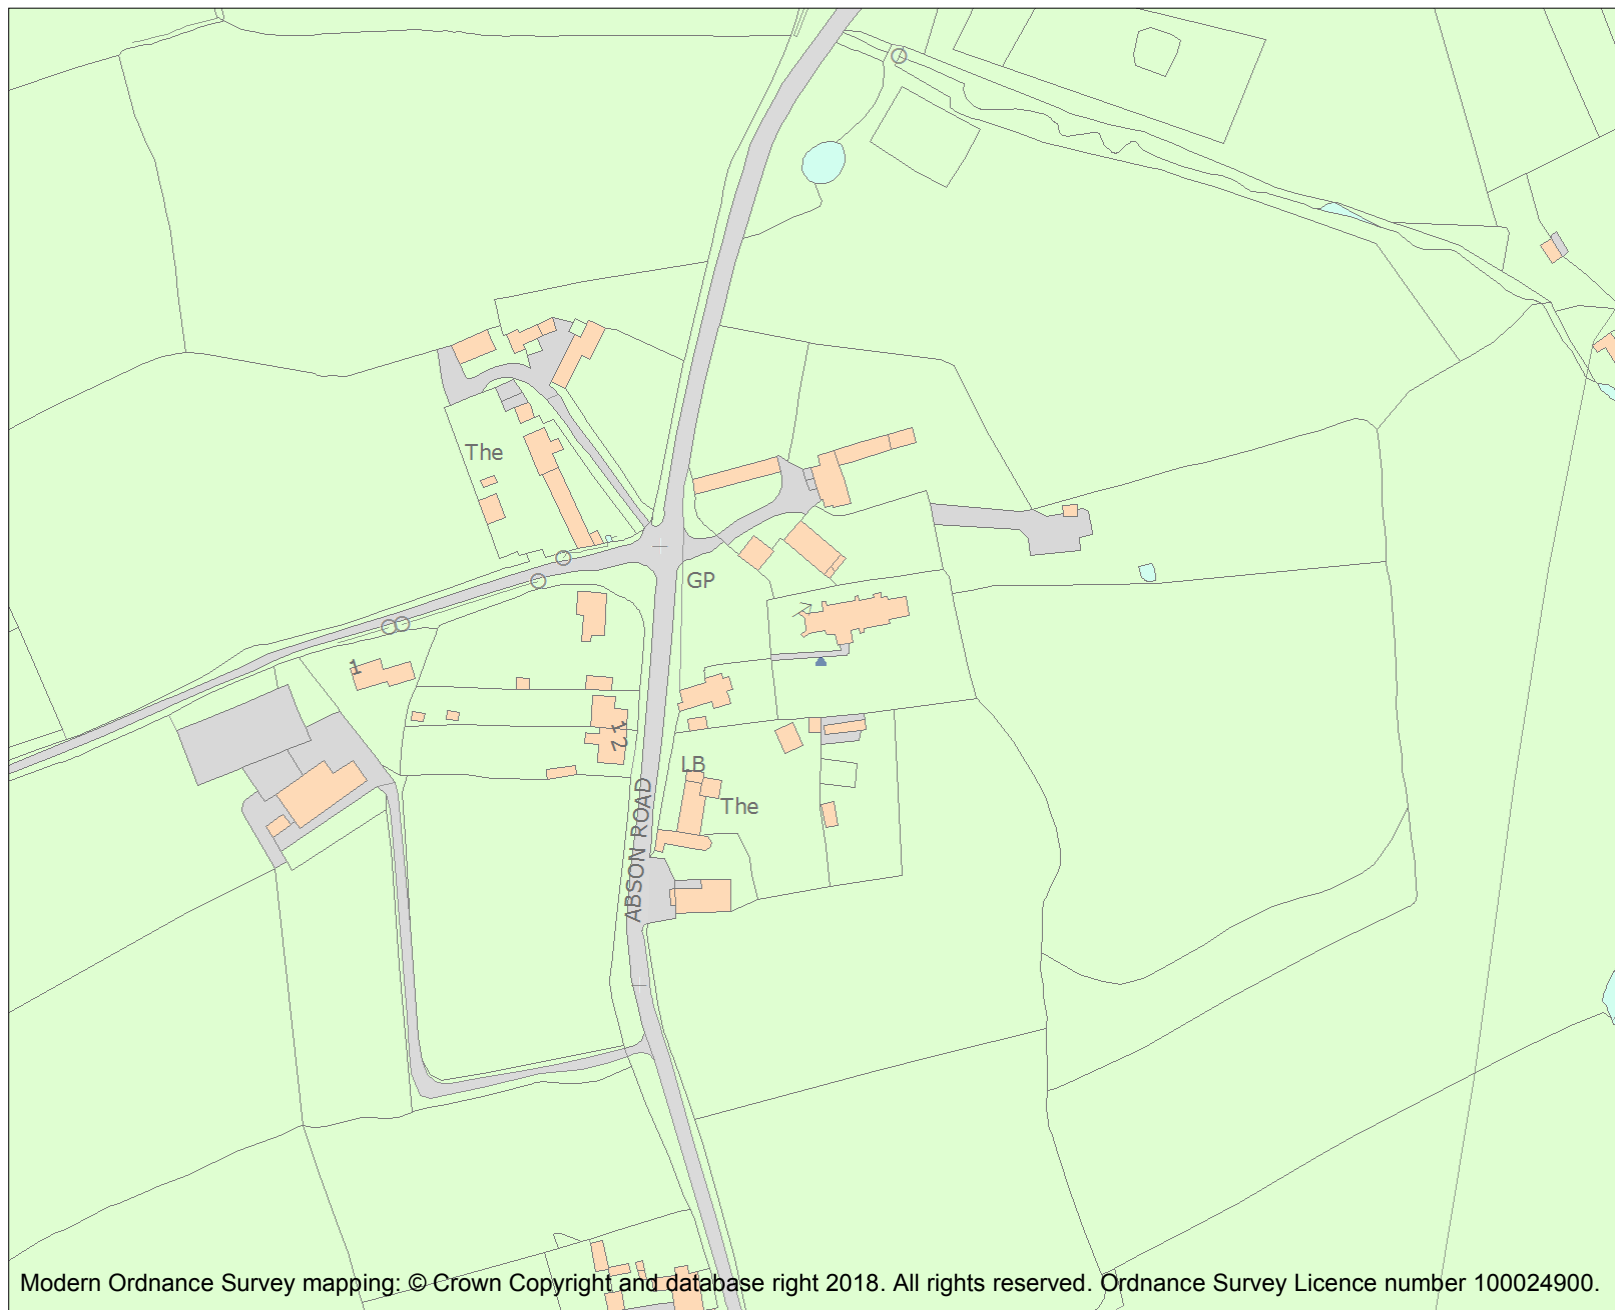 The
GP
1
12
LB
The
ABSON ROAD
Modern Ordnance Survey mapping: © Crown Copyright and database right 2018. All rights reserved. Ordnance Survey Licence number 100024900.